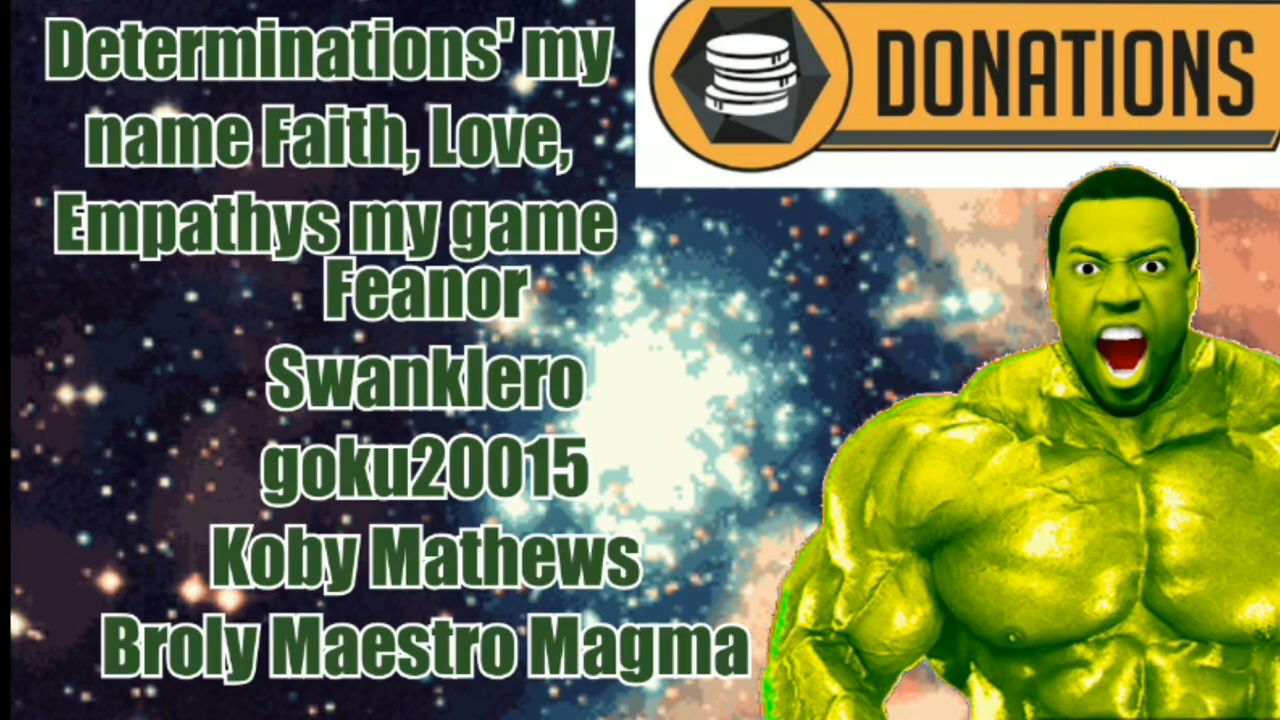 Determinations' my
name Faith, Love,
Empathys my game
Feanor
Swanklero
goku20015
Koby Mathews
Broly Maestro Magma
DONATIONS